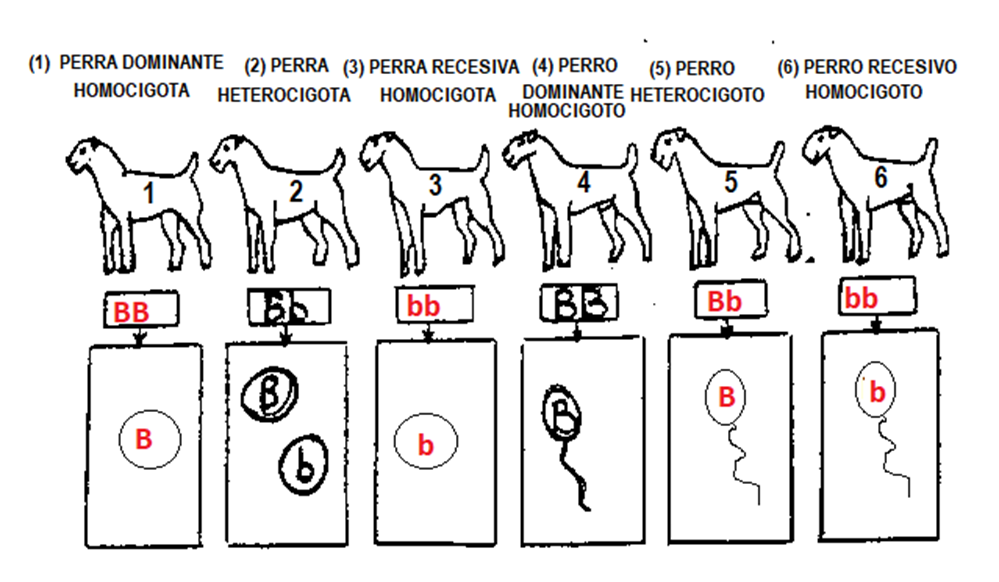 (1) PERRA DOMINANTE
HOMOCIGOTA
(2) PERRA
HETEROCIGOTA
(3) PERRA RECESIVA
HOMOCIGOTA
(4) PERRO
DOMINANTE
HOMOCIGOTO
(5) PERRO
HETEROCIGOTO
(6) PERRO RECESIVO
HOMOCIGOTO
1
2
3
4
5
6
BB
Bb
bb
BB
Bb
bb
B
B
b
b
B
B
b